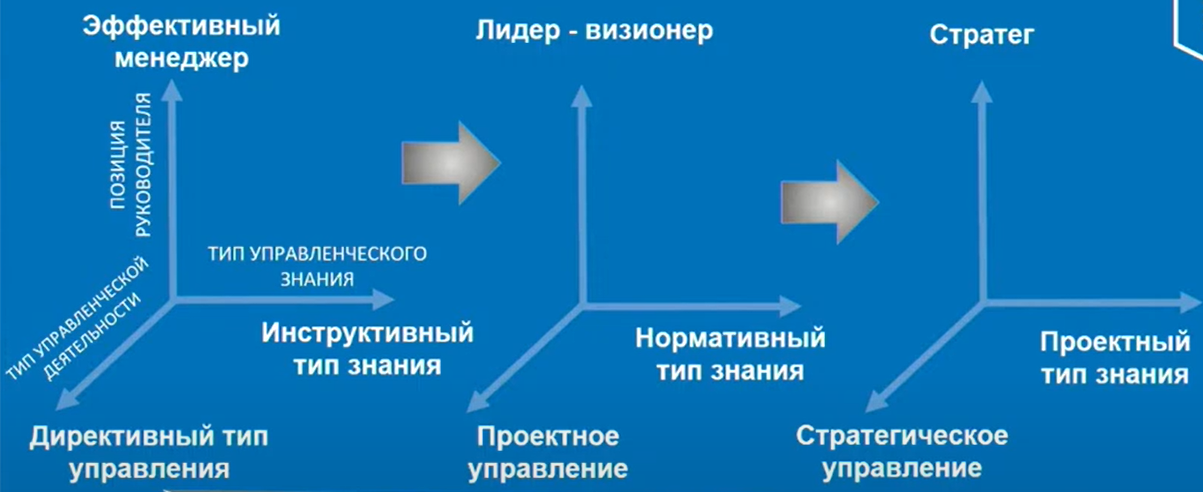 Эффективный
менеджер
ПОЗИЦИЯ
РУКОВОДИТЕЛЯ
ТИП УПРАВЛЕНЧЕСКОГО
ЗНАНИЯ
ТИП УПРАВЛЕНЧЕСКОЙ
ДЕЯТЕЛЬНОСТИ
Инструктивный
тип знания
Директивный тип
управления
Лидер - визионер
Нормативный
тип знания
Проектное
управление
Стратег
Проектный
тип знания
Стратегическое
управление